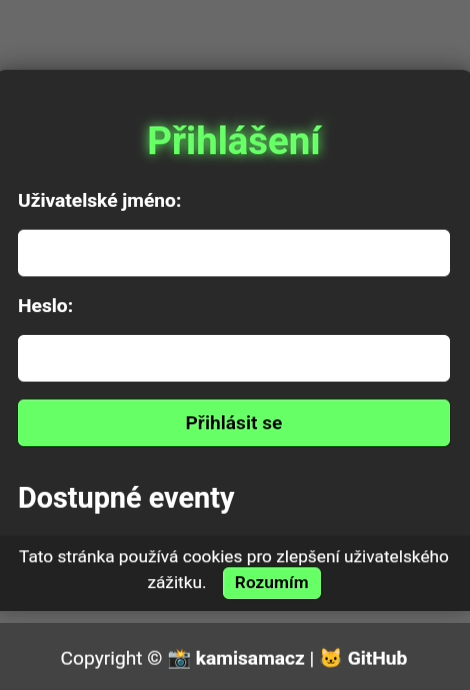 Přihlášení
Uživatelské jméno:
Heslo:
Přihlásit se
Dostupné eventy
Tato stránka používá cookies pro zlepšení uživatelského
zážitku. Rozumím
Copyright © 📸 kamisamacz | 🐱 GitHub